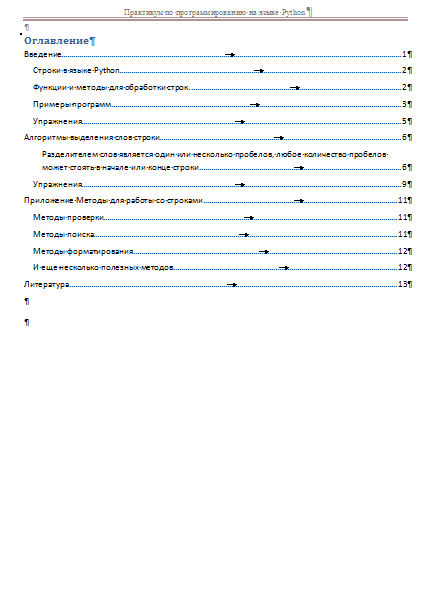 Практикум по программированию на языке Python
Оглавление
Введение 1
Строки в языке Python 2
Функции и методы для обработки строк 2
Примеры программ 3
Упражнения 5
Алгоритмы выделения слов строки 6
Разделителем слов является один или несколько пробелов, любое количество пробелов
может стоять в начале или конце строки 6
Упражнения 9
Приложение Методы для работы со строками 11
Методы проверки 11
Методы поиска 11
Методы форматирования 12
И еще несколько полезных методов 12
Литература 13